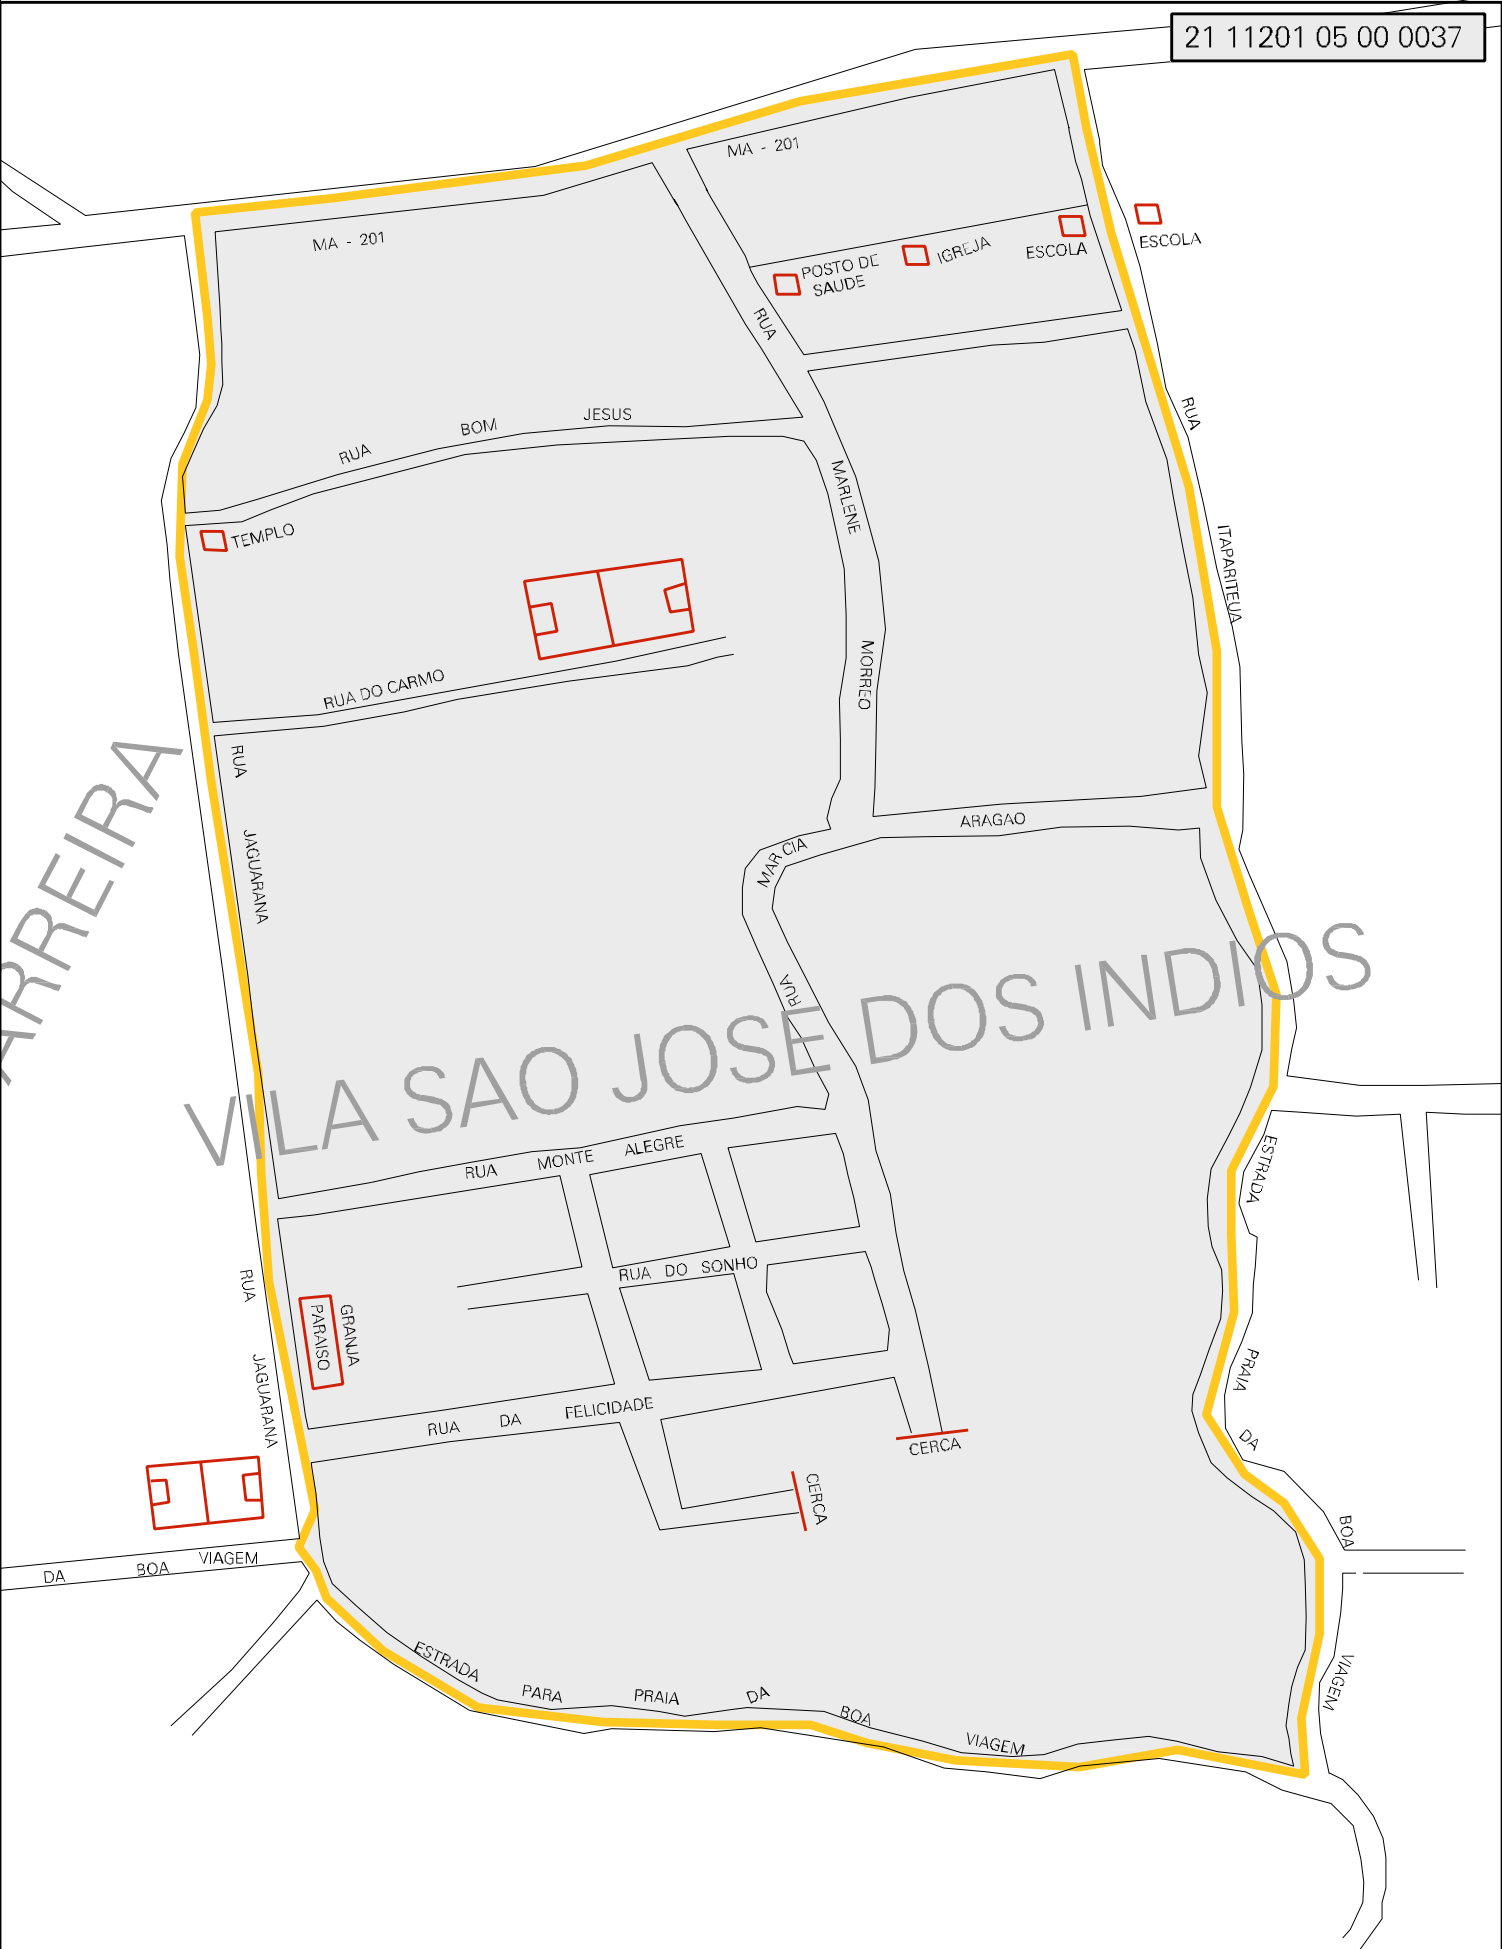 21 11201 05 00 0037
MA - 201
MA - 201
ESCOLA
ESCOLA
IGREJA
POSTO DE
SAUDE
RUA
RUA BOM JESUS
RUA
MARLENE
TEMPLO
ITAPARITEUA
MORREO
RUA DO CARMO
RUA
JAGUARANA
ARAGAO
MARCIA
RUA
ARREIRA
VILA SAO JOSE DOS INDIOS
RUA MONTE ALEGRE
ESTRADA
RUA DO SONHO
RUA
GRANJA
PARAISO
JAGUARANA
PRAIA
RUA DA FELICIDADE
DA
CERCA
CERCA
BOA
DA BOA VIAGEM
ESTRADA PARA PRAIA DA BOA VIAGEM
VIAGEM